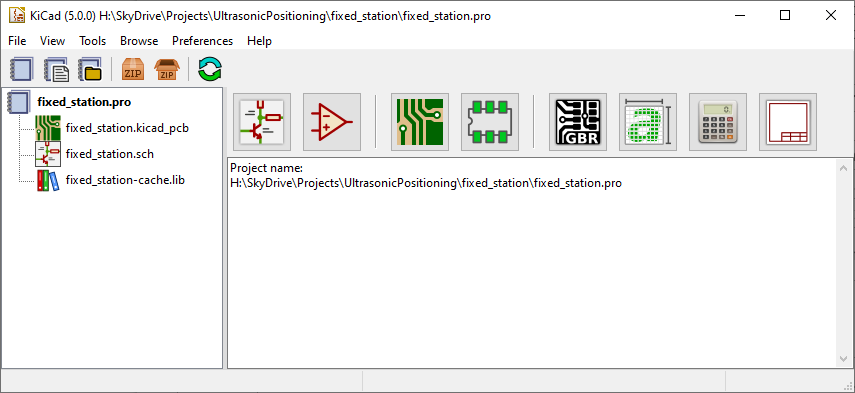 KiCad (5.0.0) H:\SkyDrive\Projects\UltrasonicPositioning\fixed_station\fixed_station.pro
File View Tools Browse Preferences Help
ZIP ZIP
fixed_station.pro
fixed_station.kicad_pcb
fixed_station.sch
fixed_station-cache.lib
GBR a 0
Project name:
H:\SkyDrive\Projects\UltrasonicPositioning\fixed_station\fixed_station.pro